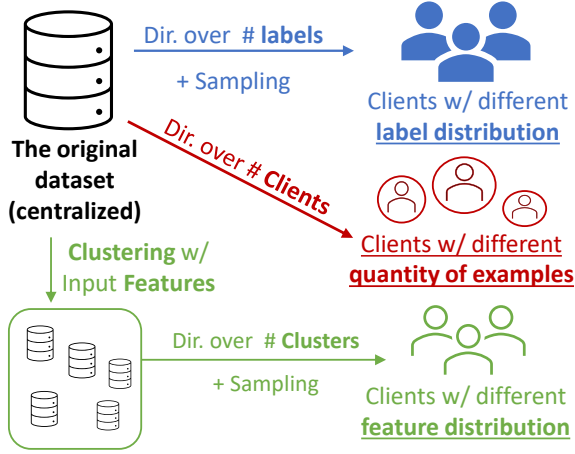 Dir. over # labels
+ Sampling
Clients w/ different
label distribution
The original
dataset
(centralized)
Dir. over # Clients
Clients w/ different
quantity of examples
Clustering w/
Input Features
Dir. over # Clusters
+ Sampling
Clients w/ different
feature distribution